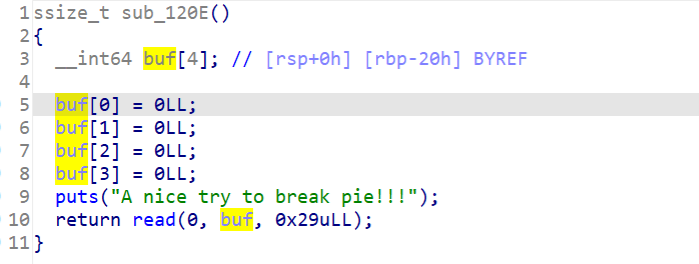 1 ssize_t sub_120E()
2 {
3   __int64 buf[4]; // [rsp+0h] [rbp-20h] BYREF
4
5   buf[0] = 0LL;
6   buf[1] = 0LL;
7   buf[2] = 0LL;
8   buf[3] = 0LL;
9   puts("A nice try to break pie!!!");
10   return read(0, buf, 0x29uLL);
11 }